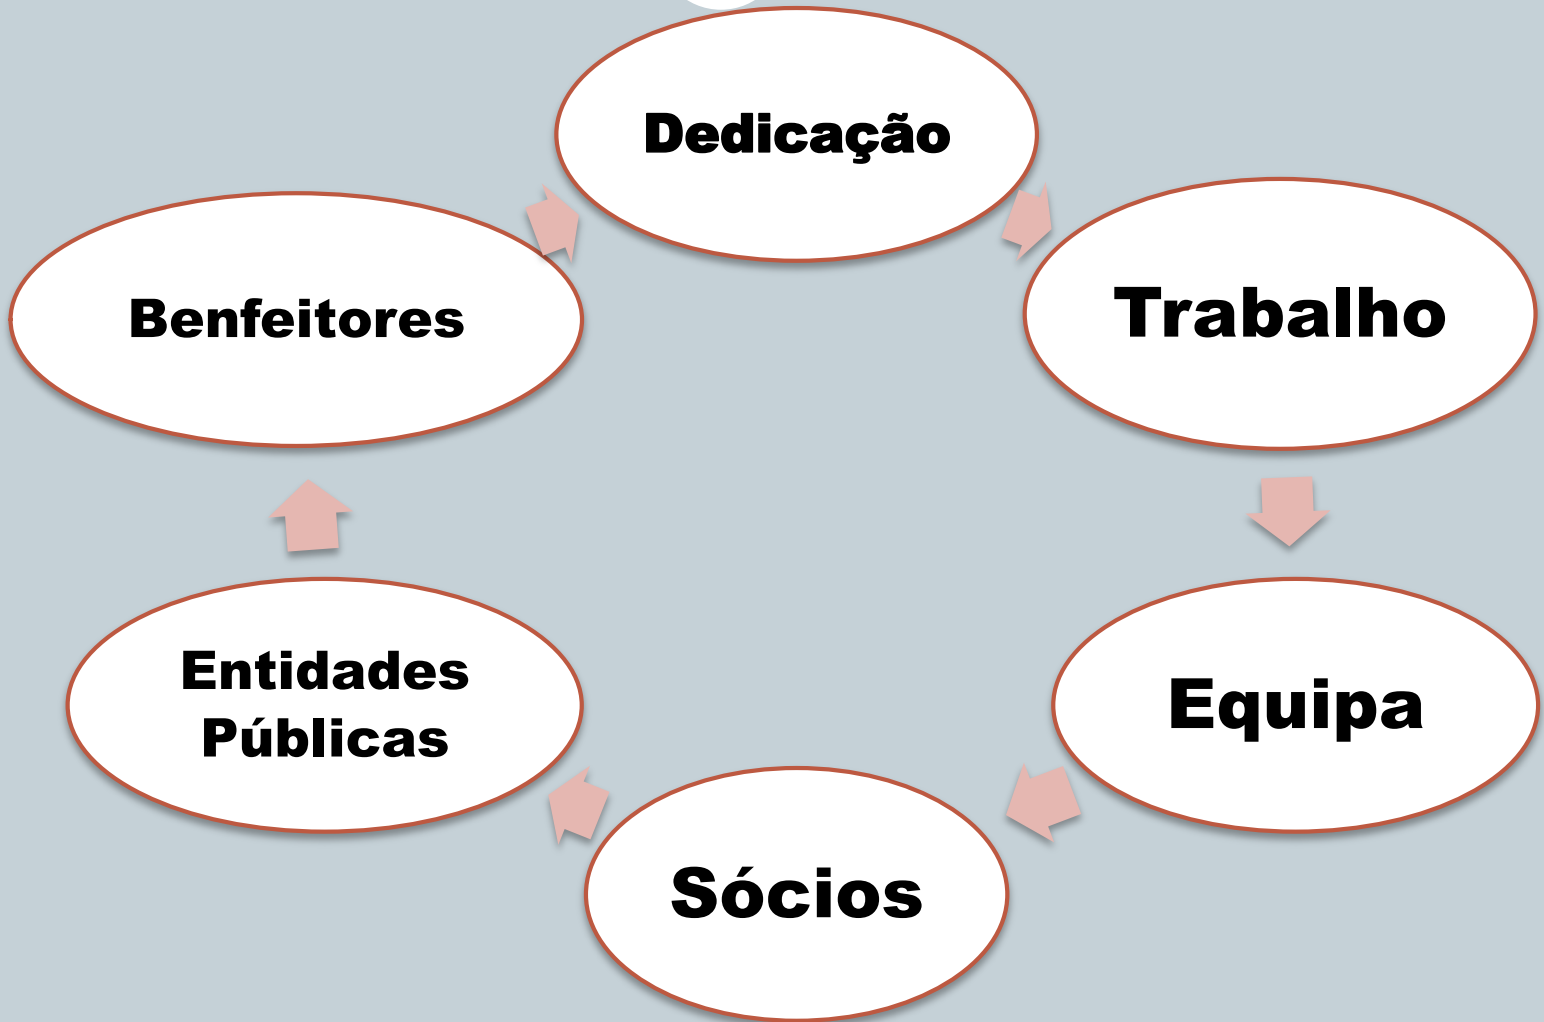 Dedicação
Trabalho
Equipa
Sócios
Entidades
Públicas
Benfeitores